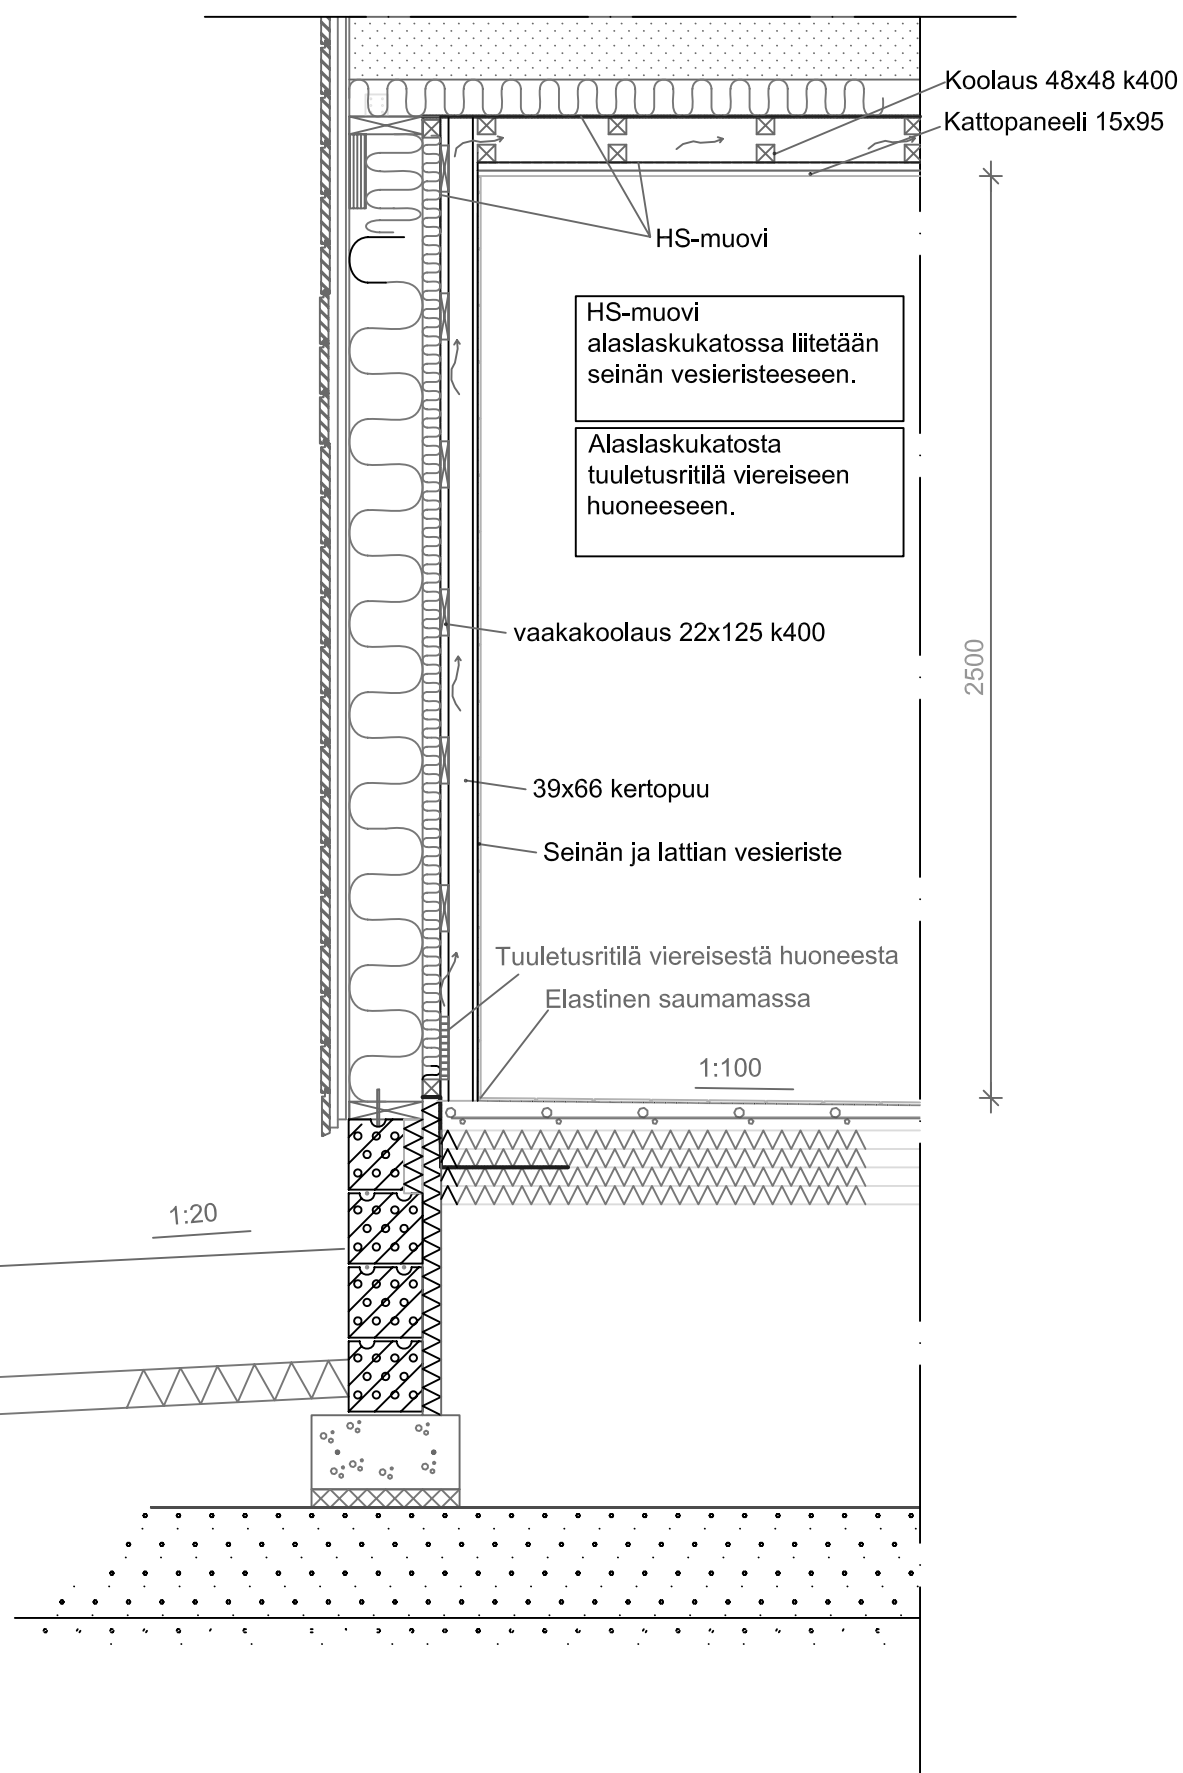 Koolaus 48x48 k400
Kattopaneeli 15x95
HS-muovi
HS-muovi
alaslaskukatossa liitetään
seinän vesieristeeseen.
Alaslaskukatosta
tuuletusritilä viereiseen
huoneeseen.
vaakakoolaus 22x125 k400
2500
39x66 kertopuu
Seinän ja lattian vesieriste
Tuuletusritilä viereisestä huoneesta
Elastinen saumamassa
1:100
1:20